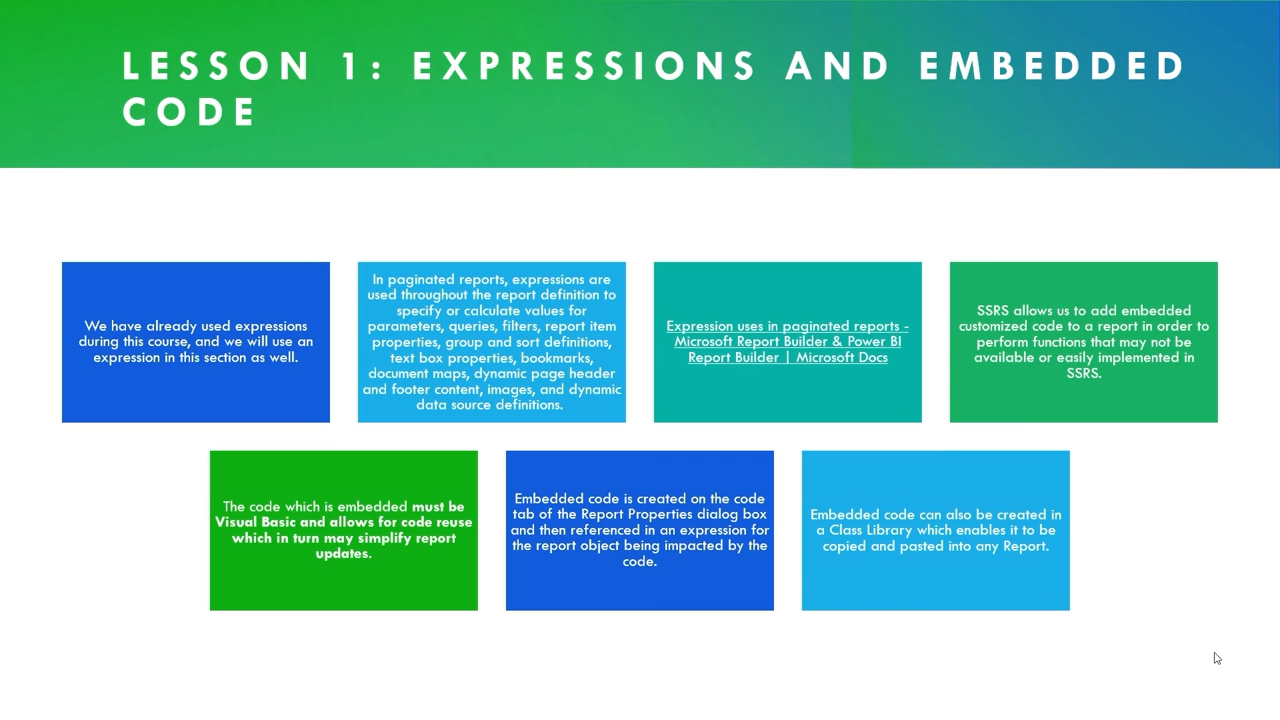 LESSON 1: EXPRESSIONS AND EMBEDDED
CODE
We have already used expressions
during this course, and we will use an
expression in this section as well.
In paginated reports, expressions are
used throughout the report definition to
specify or calculate values for
parameters, queries, filters, report item
properties, group and sort definitions,
text box properties, bookmarks,
document maps, dynamic page header
and footer content, images, and dynamic
data source definitions.
Expression uses in paginated reports -
Microsoft Report Builder & Power BI
Report Builder | Microsoft Docs
SSRS allows us to add embedded
customized code to a report in order to
perform functions that may not be
available or easily implemented in
SSRS.
The code which is embedded must be
Visual Basic and allows for code reuse
which in turn may simplify report
updates.
Embedded code is created on the code
tab of the Report Properties dialog box
and then referenced in an expression for
the report object being impacted by the
code.
Embedded code can also be created in
a Class Library which enables it to be
copied and pasted into any Report.